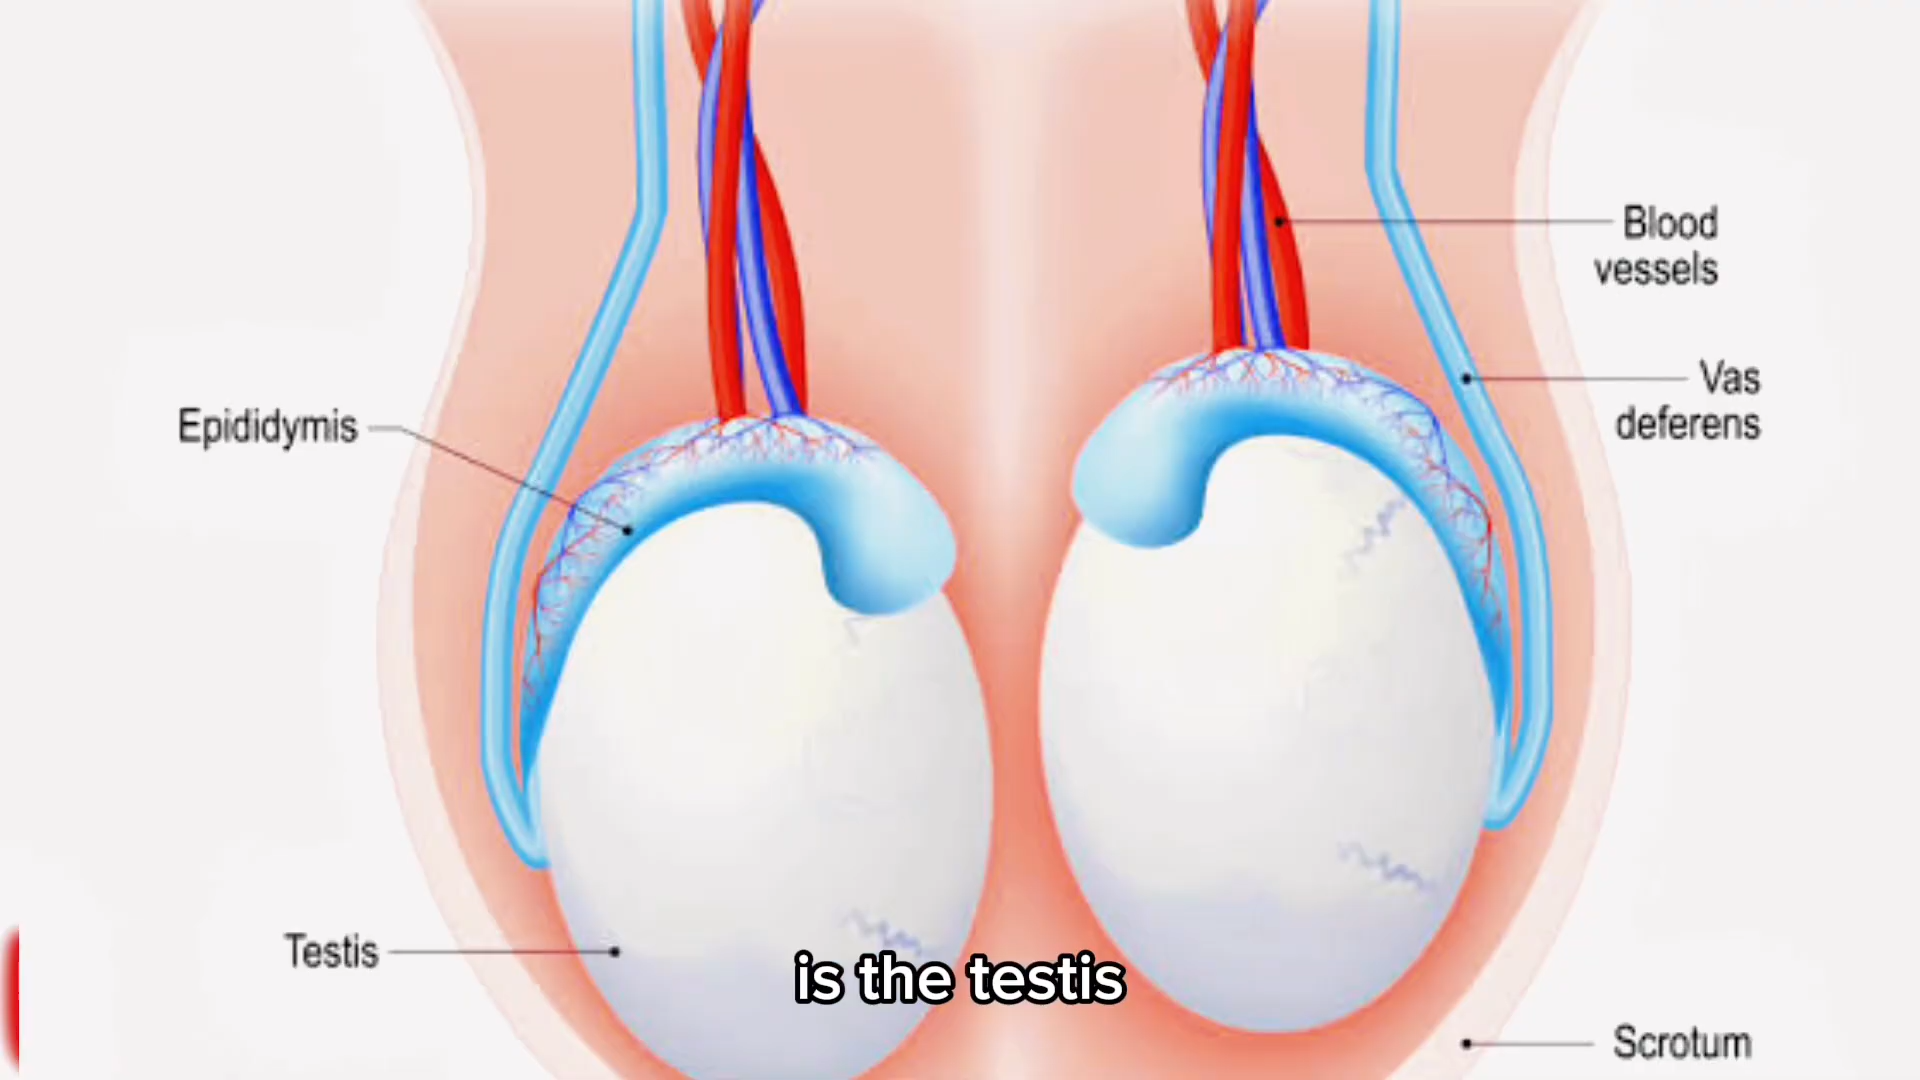 Blood
vessels
Vas
deferens
Epididymis
Testis
is the testis
Scrotum